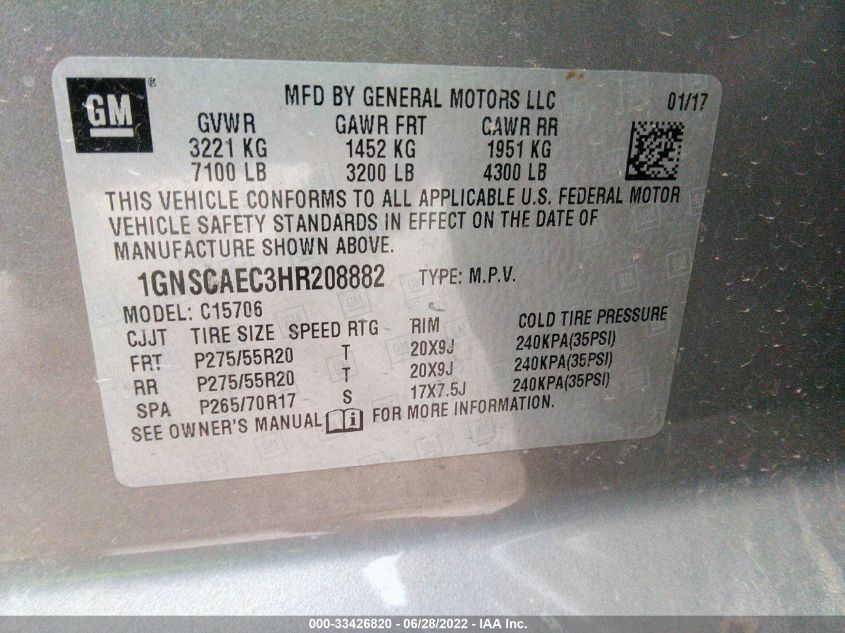 GM ®
MFD BY GENERAL MOTORS LLC 01/17
GVWR GAWR FRT GAWR RR
3221 KG 1452 KG 1951 KG
7100 LB 3200 LB 4300 LB
THIS VEHICLE CONFORMS TO ALL APPLICABLE U.S. FEDERAL MOTOR
VEHICLE SAFETY STANDARDS IN EFFECT ON THE DATE OF
MANUFACTURE SHOWN ABOVE.
1GNSCAEC3HR208882 TYPE: M.P.V.
MODEL: C15706
CJJT TIRE SIZE SPEED RTG RIM COLD TIRE PRESSURE
FRT P275/55R20 T 20X9J 240KPA(35PSI)
RR P275/55R20 T 20X9J 240KPA(35PSI)
SPA P265/70R17 S 17X7.5J 240KPA(35PSI)
SEE OWNER'S MANUAL i FOR MORE INFORMATION.
000-33426820 - 06/28/2022 - IAA Inc.